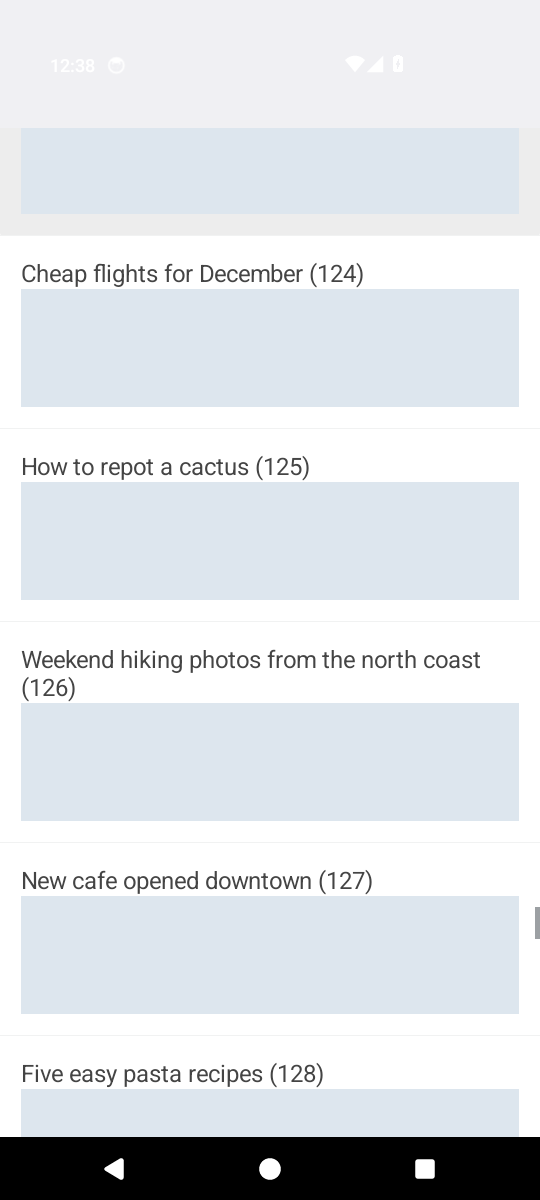 12:38
Cheap flights for December (124)
How to repot a cactus (125)
Weekend hiking photos from the north coast
(126)
New cafe opened downtown (127)
Five easy pasta recipes (128)